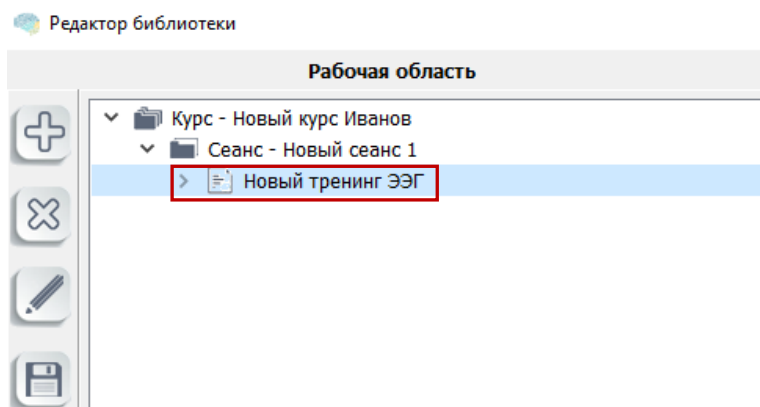 Редактор библиотеки
Рабочая область
Курс - Новый курс Иванов
Сеанс - Новый сеанс 1
Новый тренинг ЭЭГ